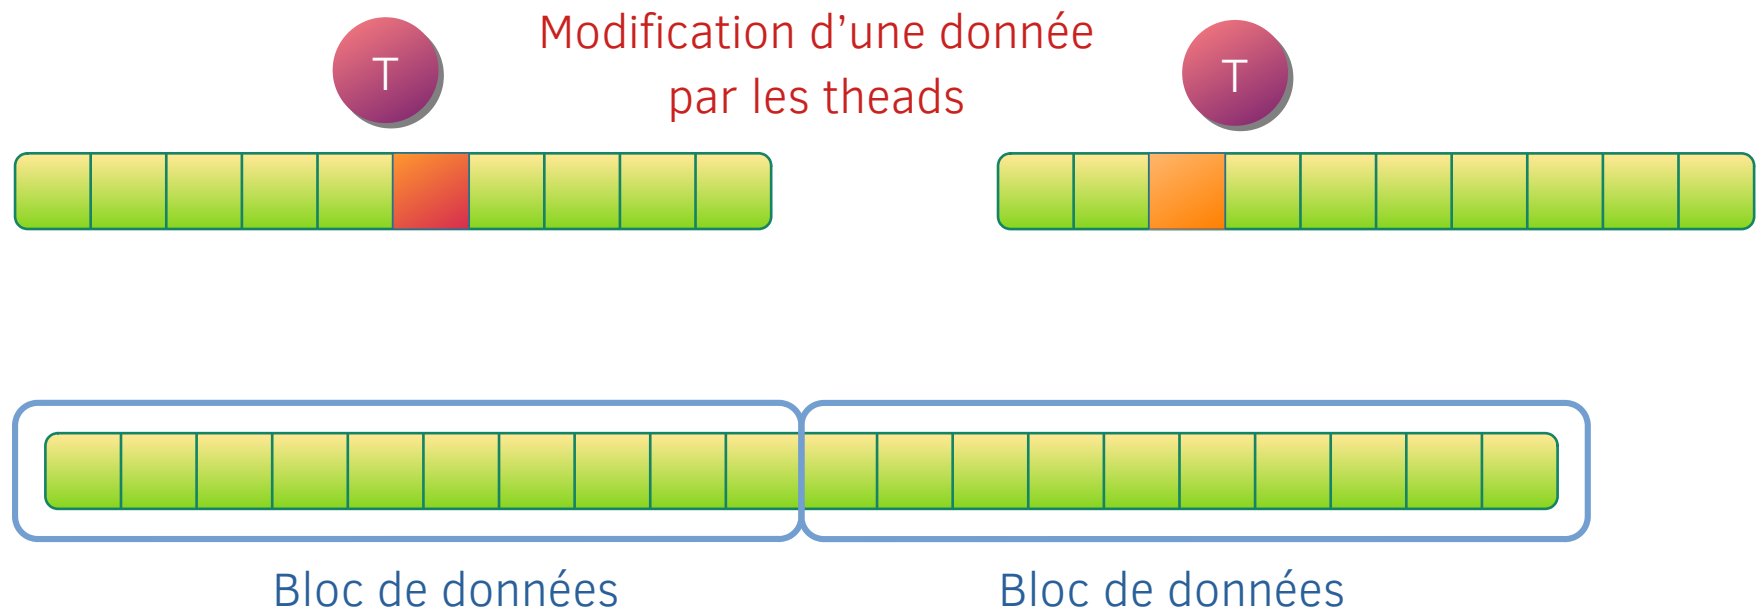 T
Modification d’une donnée
par les theads
T
Bloc de données
Bloc de données